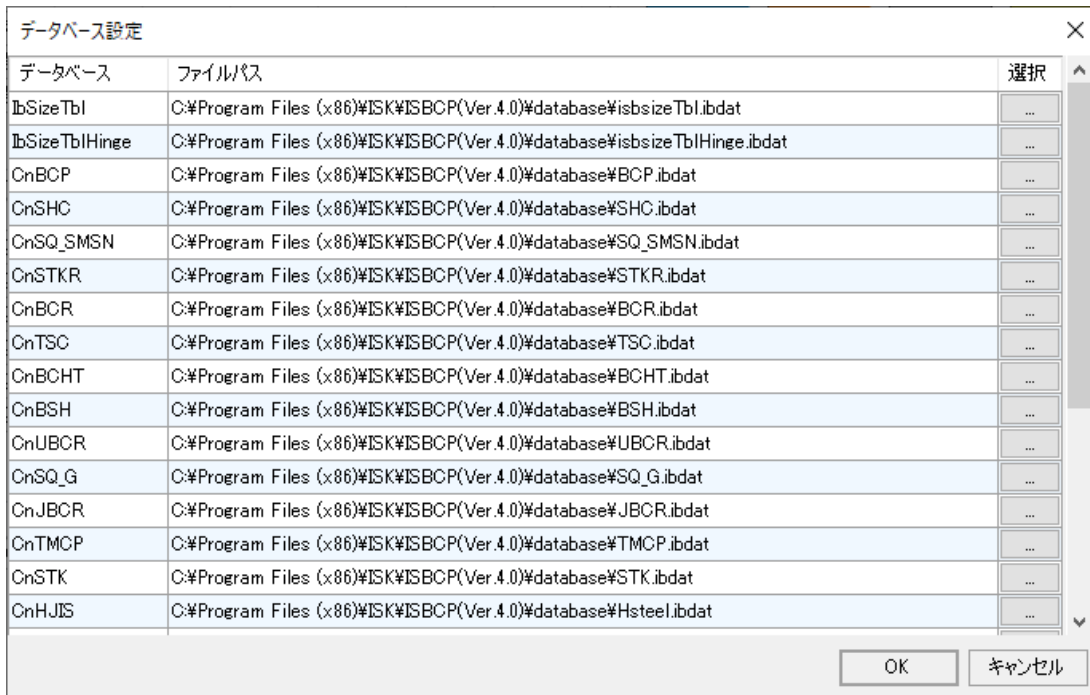 データベース設定
データベース ファイルパス 選択
IbSizeTbl C:¥Program Files (x86)¥ISK¥ISBCP(Ver.4.0)¥database¥isbsizeTbl.ibdat ...
IbSizeTblHinge C:¥Program Files (x86)¥ISK¥ISBCP(Ver.4.0)¥database¥isbsizeTblHinge.ibdat ...
CnBCP C:¥Program Files (x86)¥ISK¥ISBCP(Ver.4.0)¥database¥BCP.ibdat ...
CnSHC C:¥Program Files (x86)¥ISK¥ISBCP(Ver.4.0)¥database¥SHC.ibdat ...
CnSQ_SMSN C:¥Program Files (x86)¥ISK¥ISBCP(Ver.4.0)¥database¥SQ_SMSN.ibdat ...
CnSTKR C:¥Program Files (x86)¥ISK¥ISBCP(Ver.4.0)¥database¥STKR.ibdat ...
CnBCR C:¥Program Files (x86)¥ISK¥ISBCP(Ver.4.0)¥database¥BCR.ibdat ...
CnTSC C:¥Program Files (x86)¥ISK¥ISBCP(Ver.4.0)¥database¥TSC.ibdat ...
CnBCHT C:¥Program Files (x86)¥ISK¥ISBCP(Ver.4.0)¥database¥BCHT.ibdat ...
CnBSH C:¥Program Files (x86)¥ISK¥ISBCP(Ver.4.0)¥database¥BSH.ibdat ...
CnUBCR C:¥Program Files (x86)¥ISK¥ISBCP(Ver.4.0)¥database¥UBCR.ibdat ...
CnSQ_G C:¥Program Files (x86)¥ISK¥ISBCP(Ver.4.0)¥database¥SQ_G.ibdat ...
CnJBCR C:¥Program Files (x86)¥ISK¥ISBCP(Ver.4.0)¥database¥JBCR.ibdat ...
CnTMCP C:¥Program Files (x86)¥ISK¥ISBCP(Ver.4.0)¥database¥TMCP.ibdat ...
CnSTK C:¥Program Files (x86)¥ISK¥ISBCP(Ver.4.0)¥database¥STK.ibdat ...
CnHJIS C:¥Program Files (x86)¥ISK¥ISBCP(Ver.4.0)¥database¥Hsteel.ibdat ...
OK キャンセル